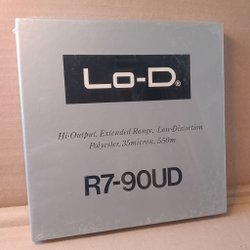 Lo-D®
Hi-Output, Extended Range, Low-Distortion
Polyester, 35micron, 550m
R7-90UD